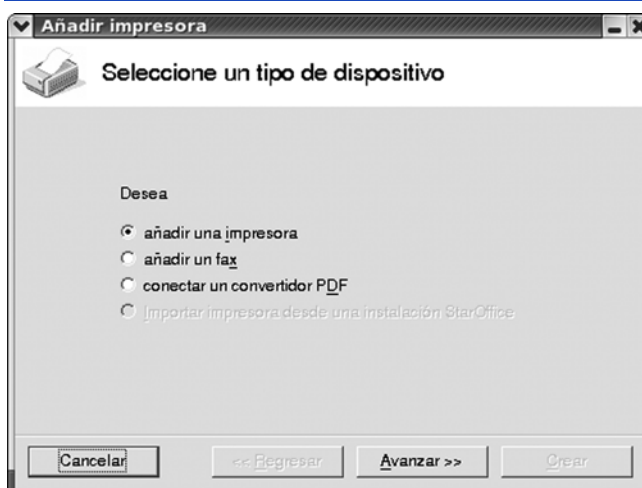 Añadir impresora
Seleccione un tipo de dispositivo
Desea
añadir una impresora
añadir un fax
conectar un convertidor PDF
Importar impresora desde una instalación StarOffice
Cancelar << Regresar Avanzar >> Crear